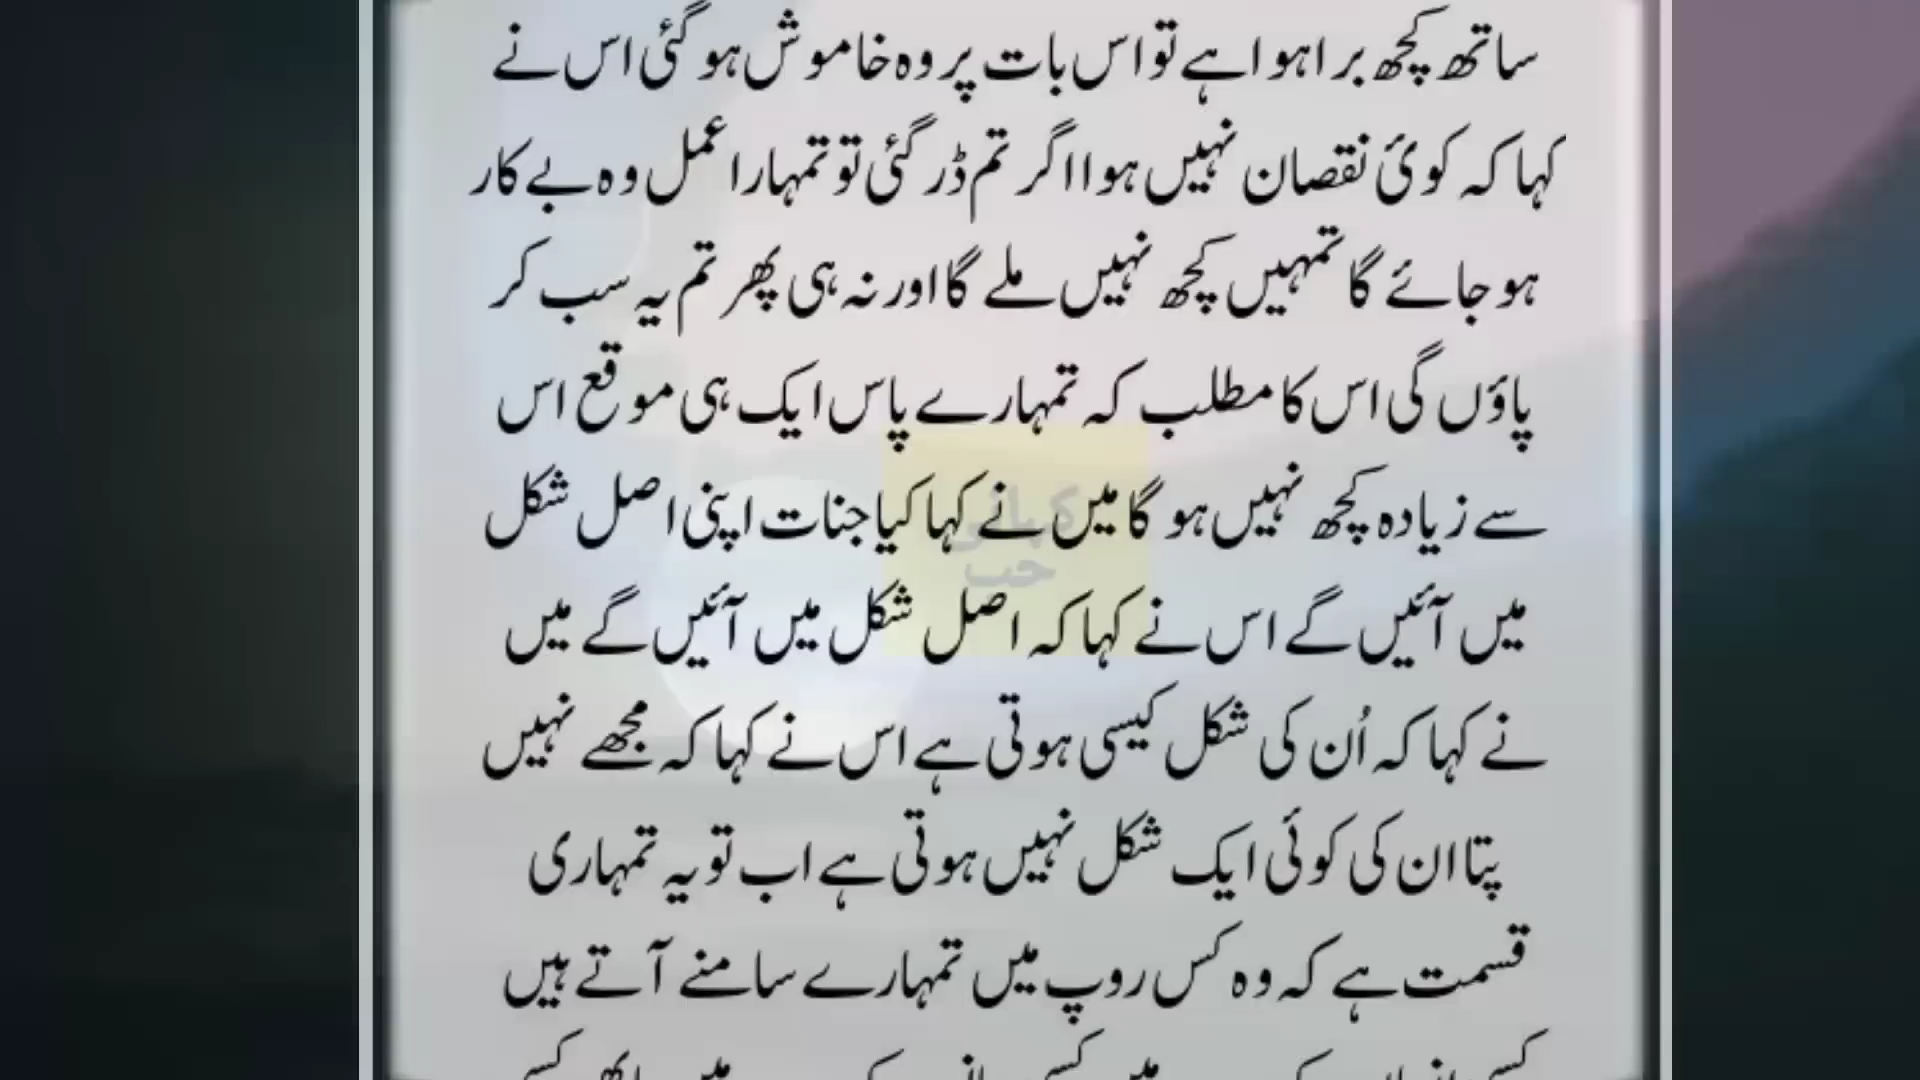 ساتھ کچھ برا ہوا ہے تو اس بات پر وہ خاموش ہو گئی اس نے
کہا کہ کوئ نقصان نہیں ہوا اگر تم ڈر گئی تو تمہارا عمل وہ بے کار
ہو جائے گا تمہیں کچھ نہیں ملے گا اور نہ ہی پھر تم یہ سب کر
پاؤں گی اس کا مطلب کہ تمہارے پاس ایک ہی موقع اس
سے زیادہ کچھ نہیں ہو گا میں نے کہا کیا جنات اپنی اصل شکل
میں آئیں گے اس نے کہا کہ اصل شکل میں آئیں گے میں
نے کہا کہ اُن کی شکل کیسی ہوتی ہے اس نے کہا کہ مجھے نہیں
پتا ان کی کوئی ایک شکل نہیں ہوتی ہے اب تو یہ تمہاری
قسمت ہے کہ وہ کس روپ میں تمہارے سامنے آتے ہیں
کہانی
حب